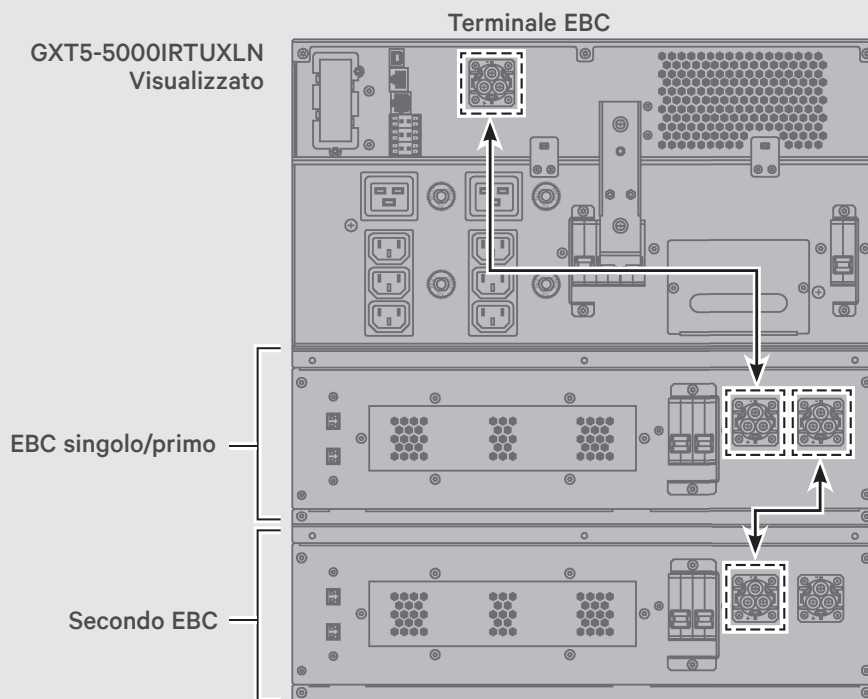 Terminale EBC
GXT5-5000IRTUXLN
Visualizzato
EBC singolo/primo
Secondo EBC